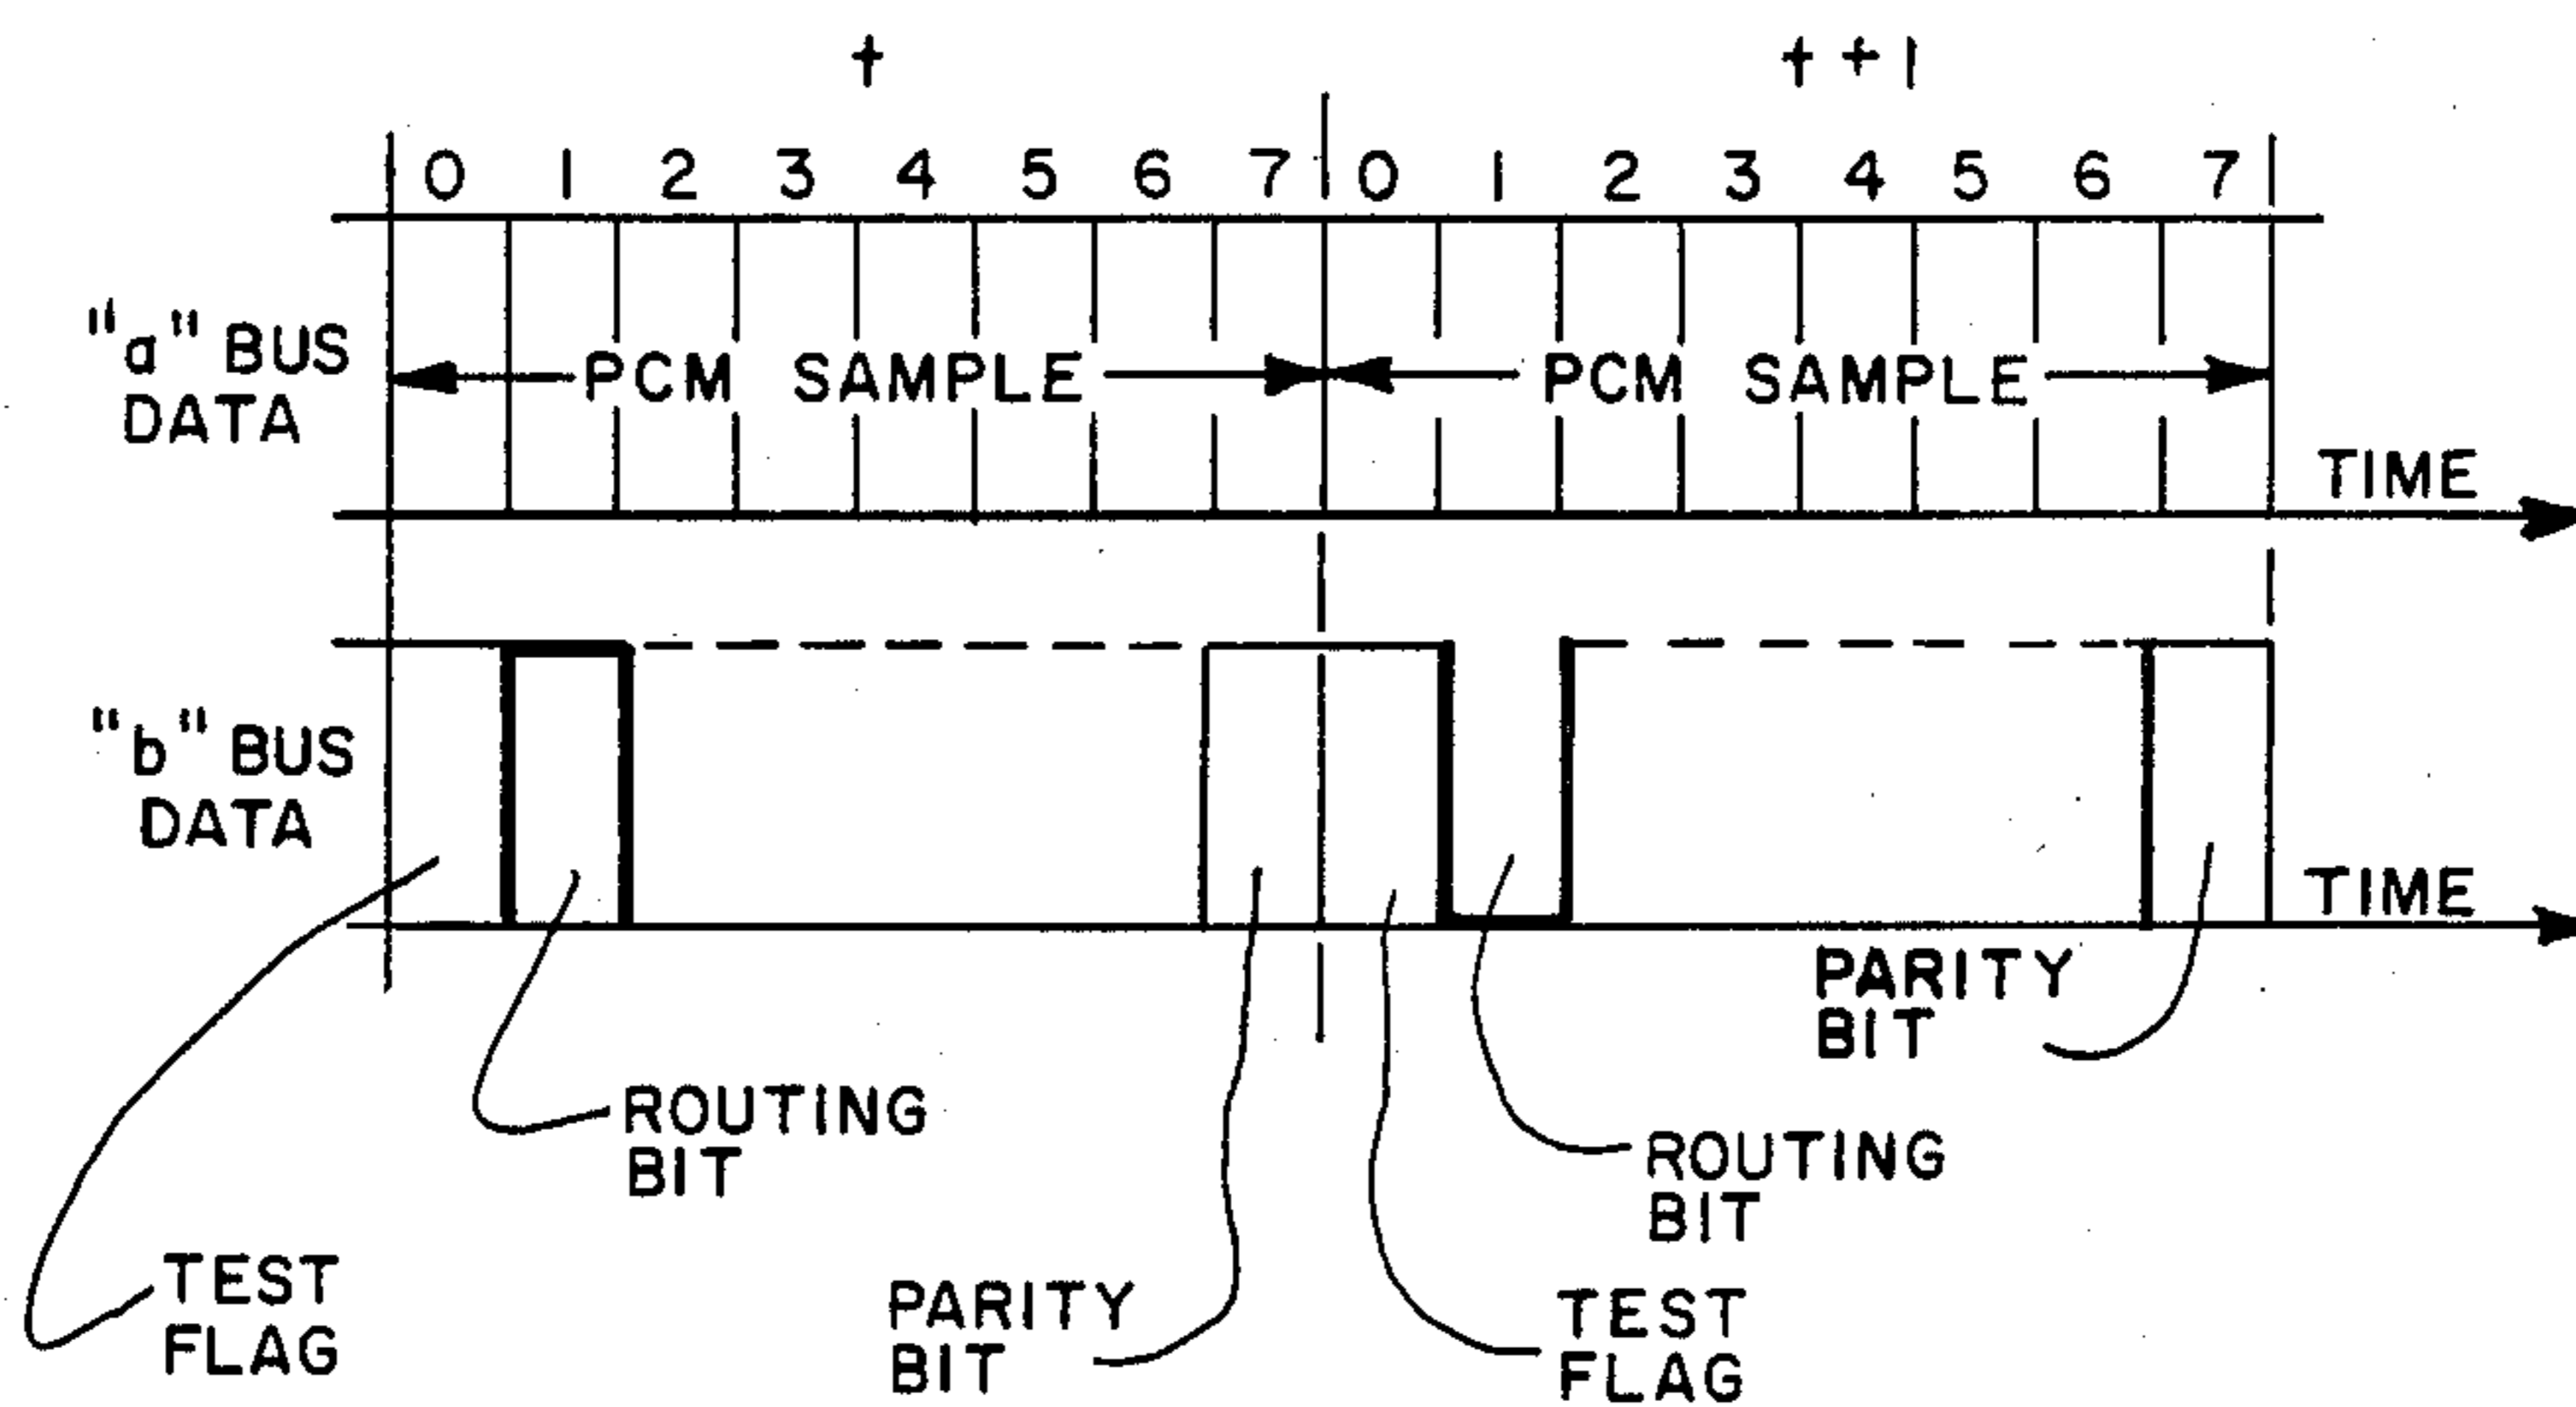 t
t+1
0 1 2 3 4 5 6 7 0 1 2 3 4 5 6 7
"a" BUS
DATA
PCM SAMPLE
PCM SAMPLE
TIME
"b" BUS
DATA
TIME
PARITY
BIT
ROUTING
BIT
ROUTING
BIT
TEST
FLAG
PARITY
BIT
TEST
FLAG